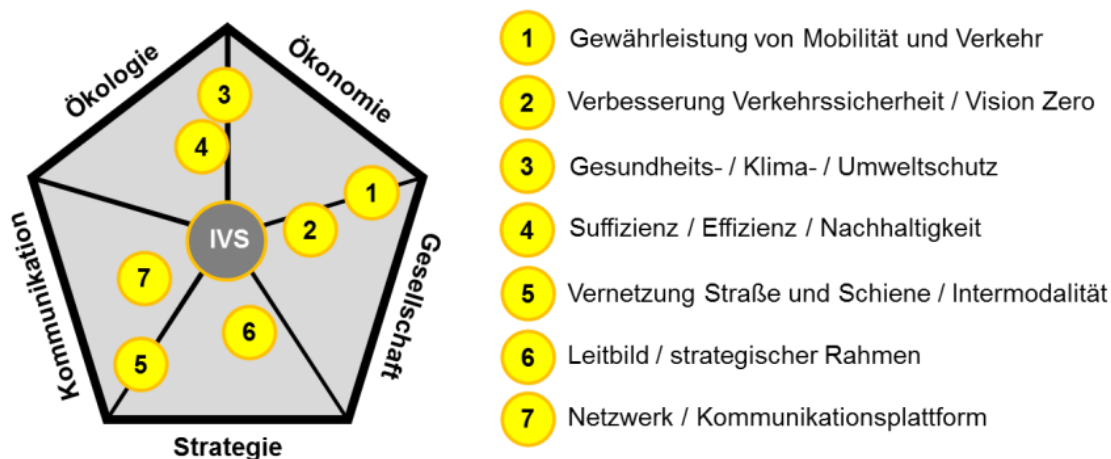 Ökologie
Ökonomie
Gesellschaft
Strategie
Kommunikation
IVS
3
4
1
2
7
6
5
1 Gewährleistung von Mobilität und Verkehr
2 Verbesserung Verkehrssicherheit / Vision Zero
3 Gesundheits- / Klima- / Umweltschutz
4 Suffizienz / Effizienz / Nachhaltigkeit
5 Vernetzung Straße und Schiene / Intermodalität
6 Leitbild / strategischer Rahmen
7 Netzwerk / Kommunikationsplattform